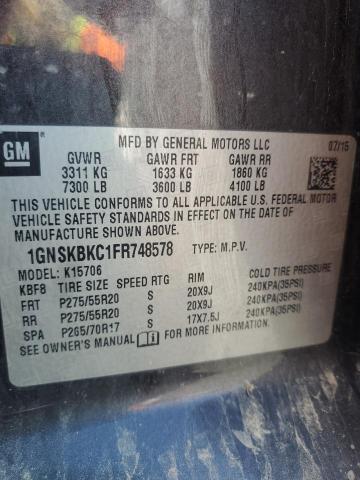 GM
MFD BY GENERAL MOTORS LLC 07/15
GVWR GAWR FRT GAWR RR
3311 KG 1633 KG 1860 KG
7300 LB 3600 LB 4100 LB
THIS VEHICLE CONFORMS TO ALL APPLICABLE U.S. FEDERAL MOTOR
VEHICLE SAFETY STANDARDS IN EFFECT ON THE DATE OF
MANUFACTURE SHOWN ABOVE.
1GNSKBKC1FR748578 TYPE: M.P.V.
MODEL: K15706
KBF8 TIRE SIZE SPEED RTG RIM COLD TIRE PRESSURE
FRT P275/55R20 S 20X9J 240KPA(35PSI)
RR P275/55R20 S 20X9J 240KPA(35PSI)
SPA P265/70R17 S 17X7.5J 240KPA(35PSI)
SEE OWNER'S MANUAL FOR MORE INFORMATION.